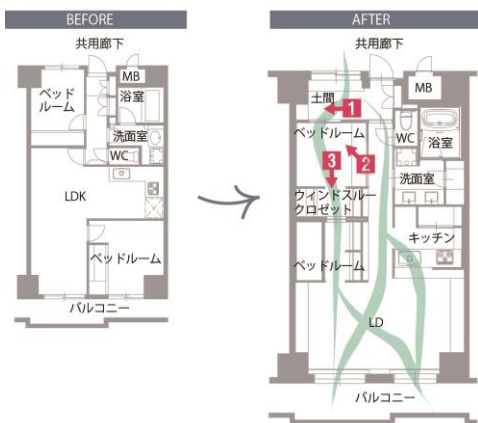 BEFORE
共用廊下
MB
ベッド
ルーム
浴室
洗面室
WC
LDK
ベッドルーム
バルコニー
AFTER
共用廊下
MB
土間
1
WC
浴室
ベッドルーム
2
3
洗面室
ウィンドスルー
クロゼット
キッチン
ベッドルーム
LD
バルコニー